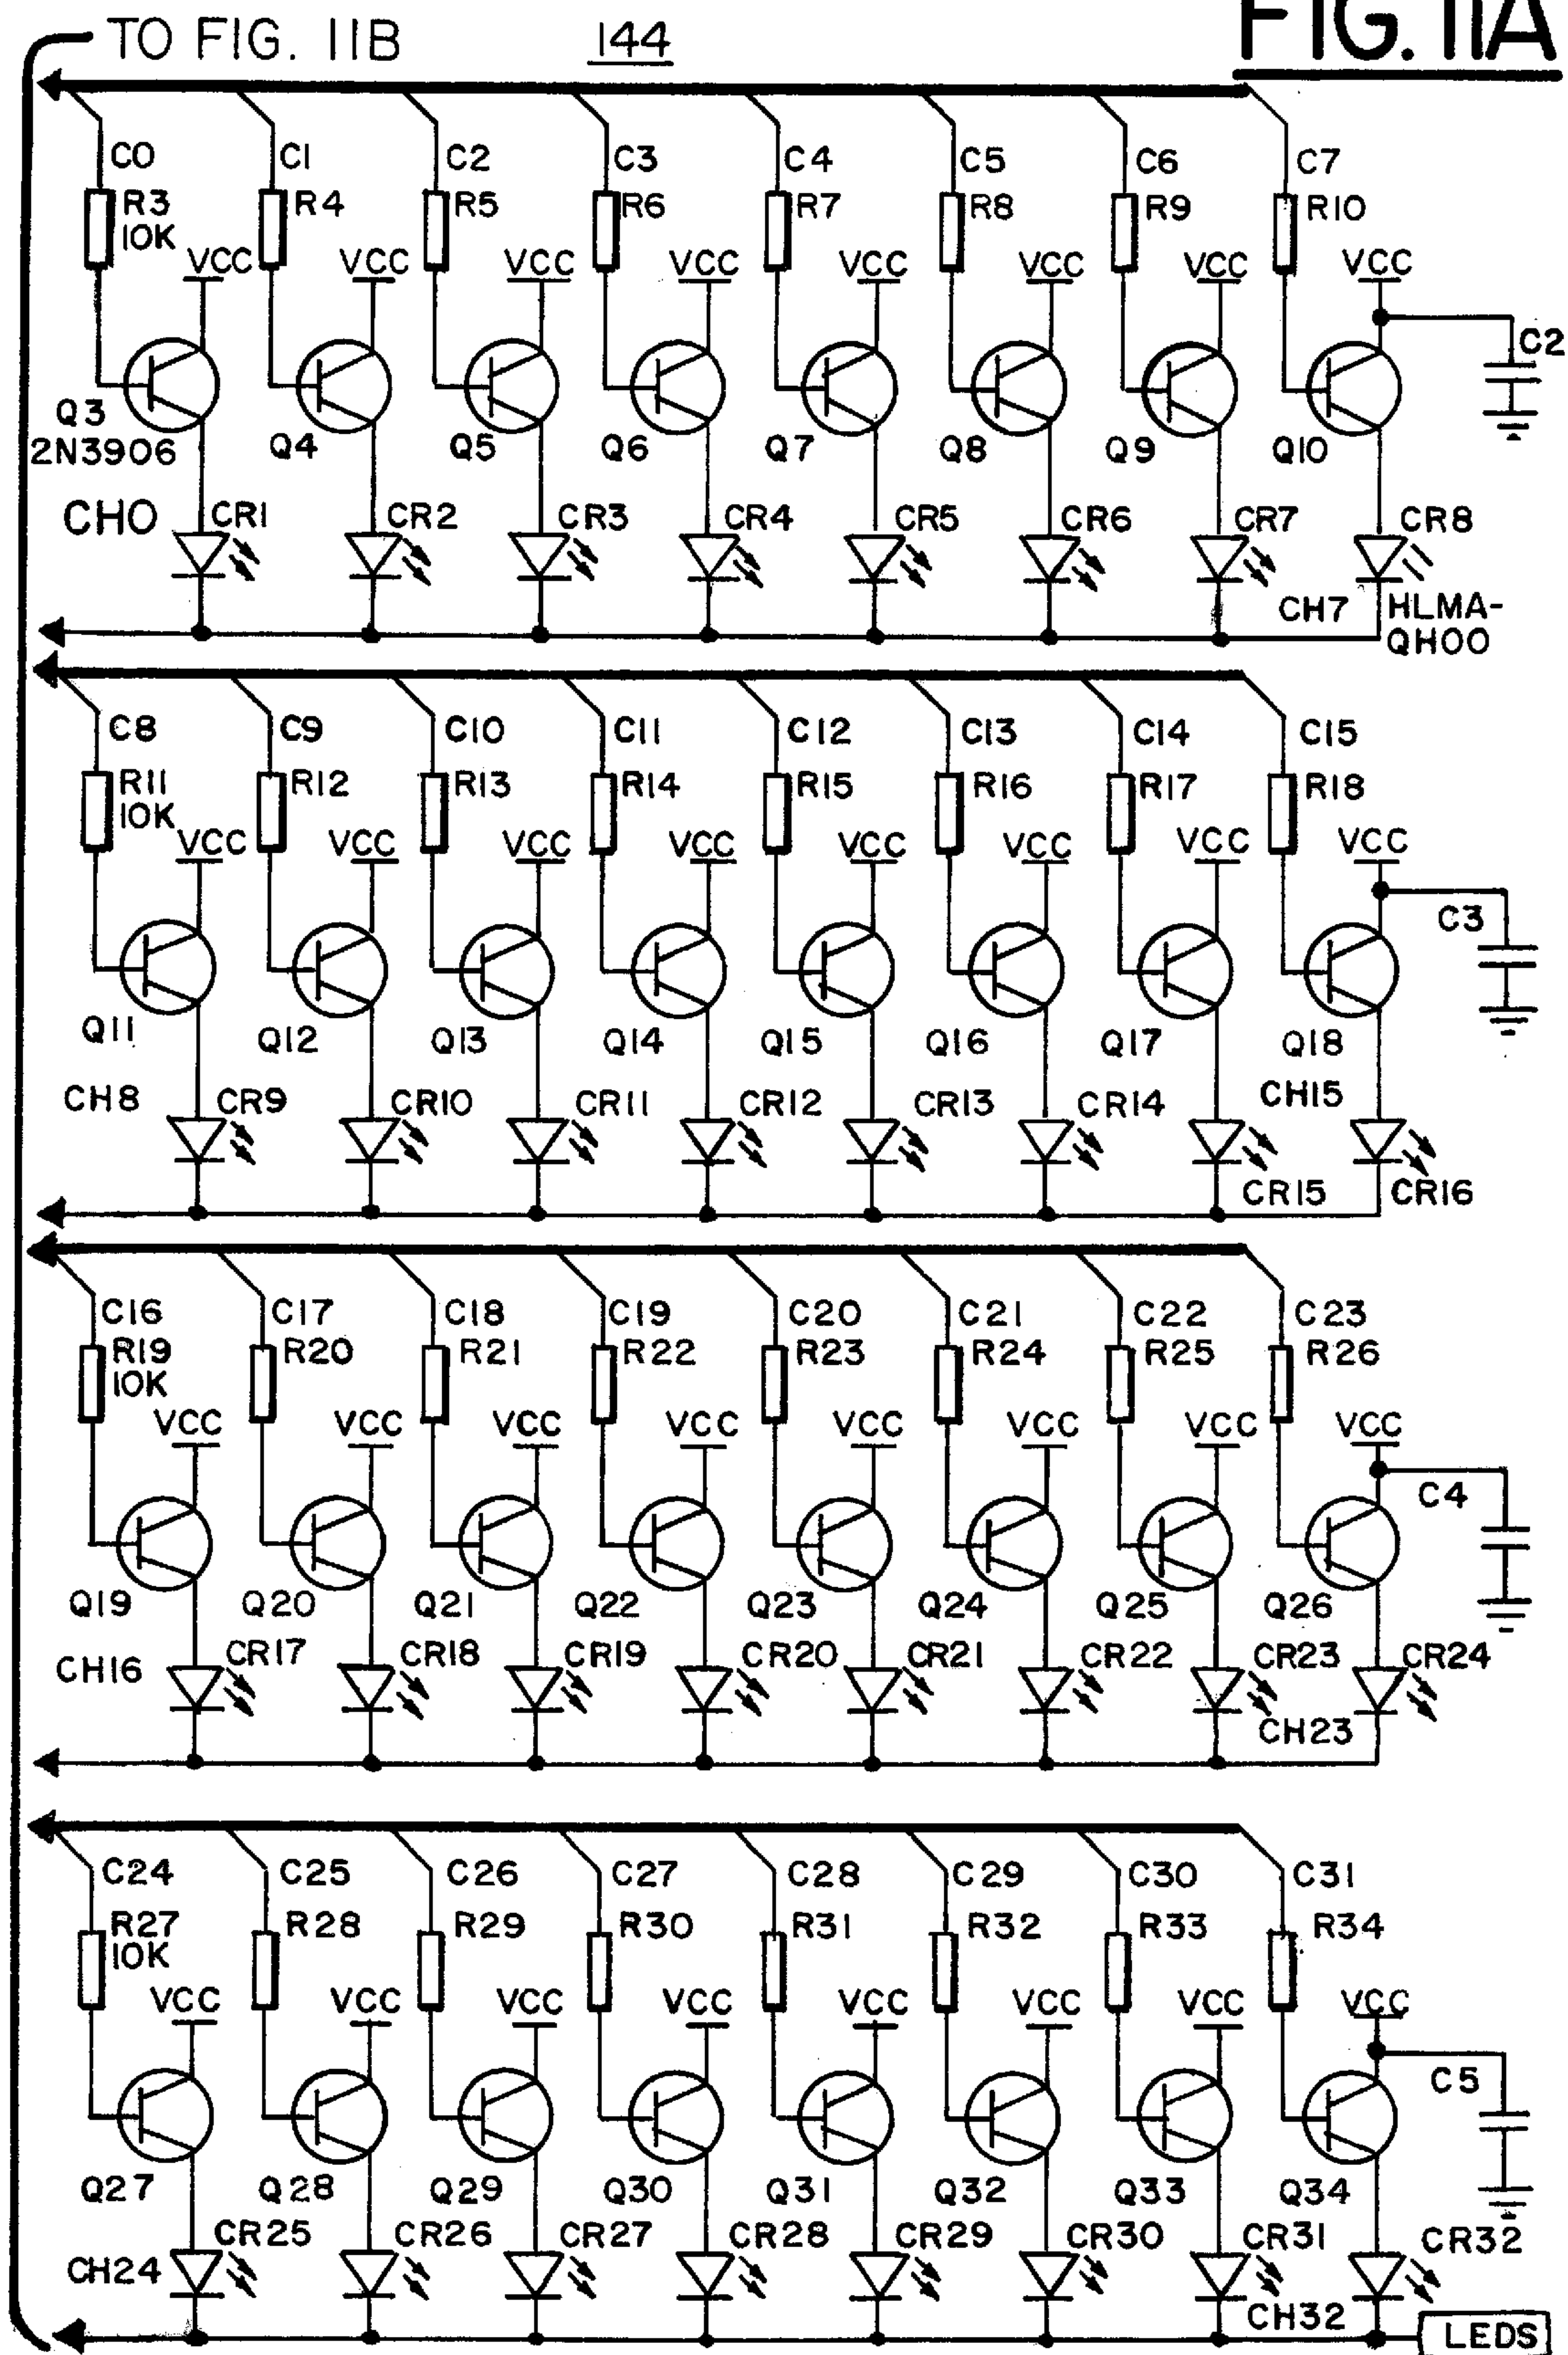 TO FIG. 11B 144 FIG. 11A
C0 C1 C2 C3 C4 C5 C6 C7
R3 R4 R5 R6 R7 R8 R9 R10
10K
VCC VCC VCC VCC VCC VCC VCC VCC
C2
Q3 Q4 Q5 Q6 Q7 Q8 Q9 Q10
2N3906
CH0 CR1 CR2 CR3 CR4 CR5 CR6 CR7 CR8
CH7 HLMA-
QH00
C8 C9 C10 C11 C12 C13 C14 C15
R11 R12 R13 R14 R15 R16 R17 R18
10K
VCC VCC VCC VCC VCC VCC VCC VCC
C3
Q11 Q12 Q13 Q14 Q15 Q16 Q17 Q18
CH8 CR9 CR10 CR11 CR12 CR13 CR14 CH15
CR15 CR16
C16 C17 C18 C19 C20 C21 C22 C23
R19 R20 R21 R22 R23 R24 R25 R26
10K
VCC VCC VCC VCC VCC VCC VCC VCC
C4
Q19 Q20 Q21 Q22 Q23 Q24 Q25 Q26
CH16 CR17 CR18 CR19 CR20 CR21 CR22 CR23 CR24
CH23
C24 C25 C26 C27 C28 C29 C30 C31
R27 R28 R29 R30 R31 R32 R33 R34
10K
VCC VCC VCC VCC VCC VCC VCC VCC
C5
Q27 Q28 Q29 Q30 Q31 Q32 Q33 Q34
CH24 CR25 CR26 CR27 CR28 CR29 CR30 CR31 CR32
CH32
LEDS